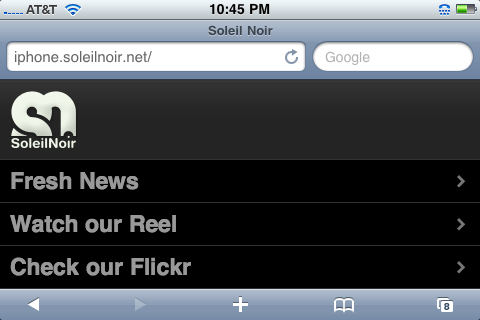 AT&T 10:45 PM
Soleil Noir
iphone.soleilnoir.net/ Google
sn
SoleilNoir
Fresh News
Watch our Reel
Check our Flickr
8